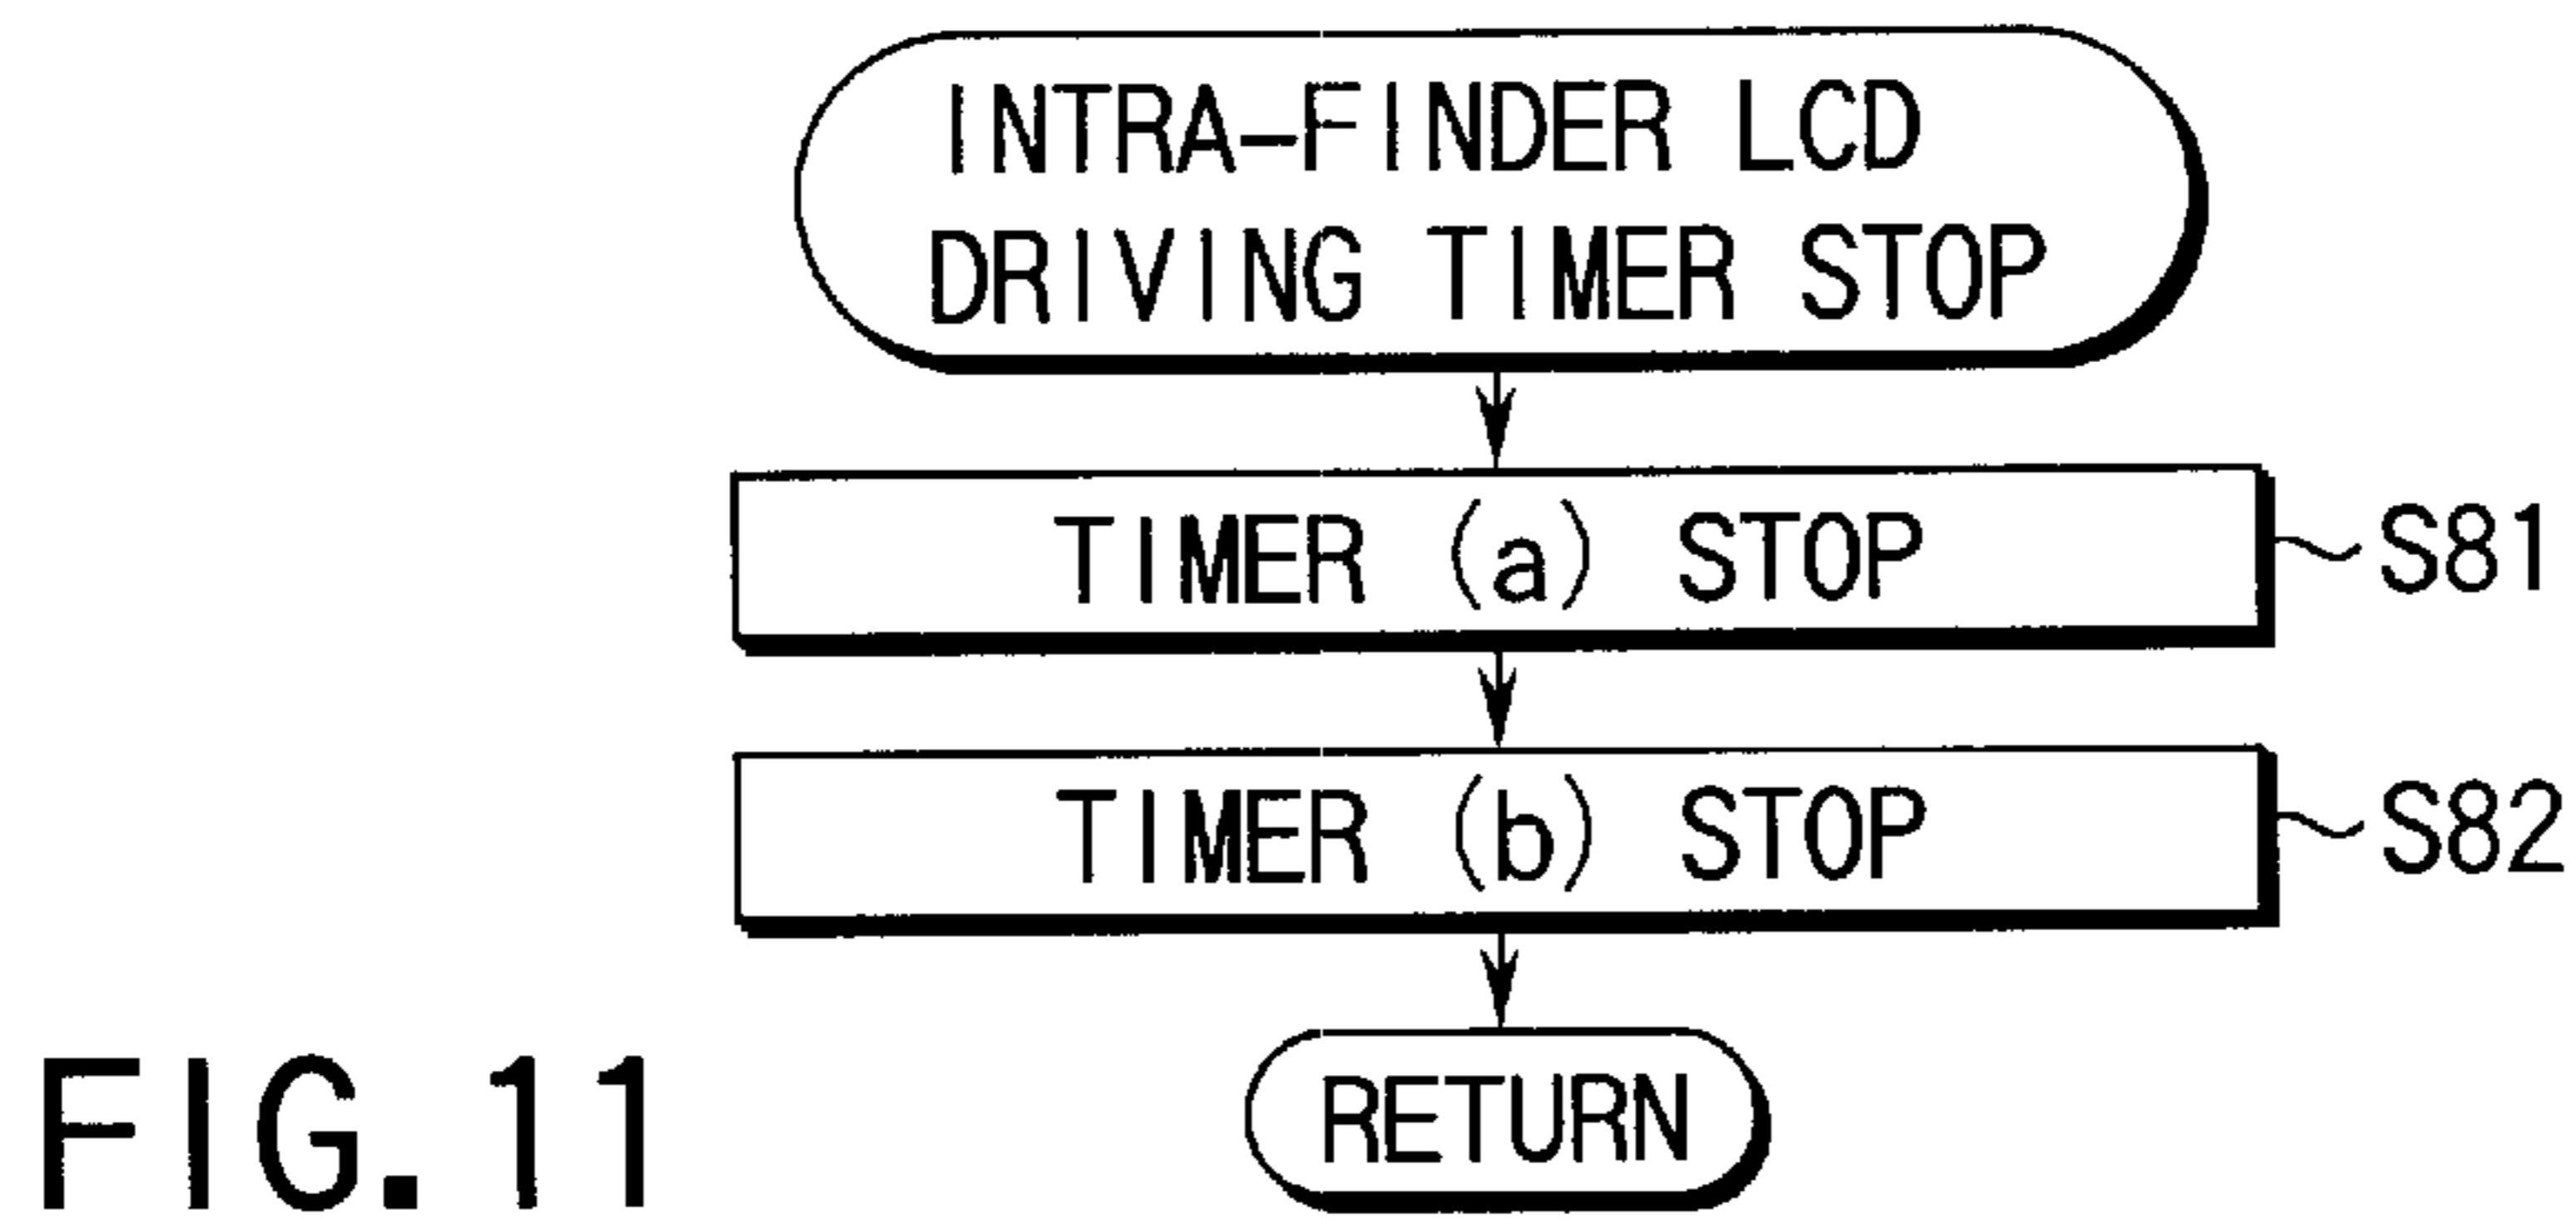 INTRA-FINDER LCD
DRIVING TIMER STOP
TIMER (a) STOP
S81
TIMER (b) STOP
S82
RETURN
FIG.11